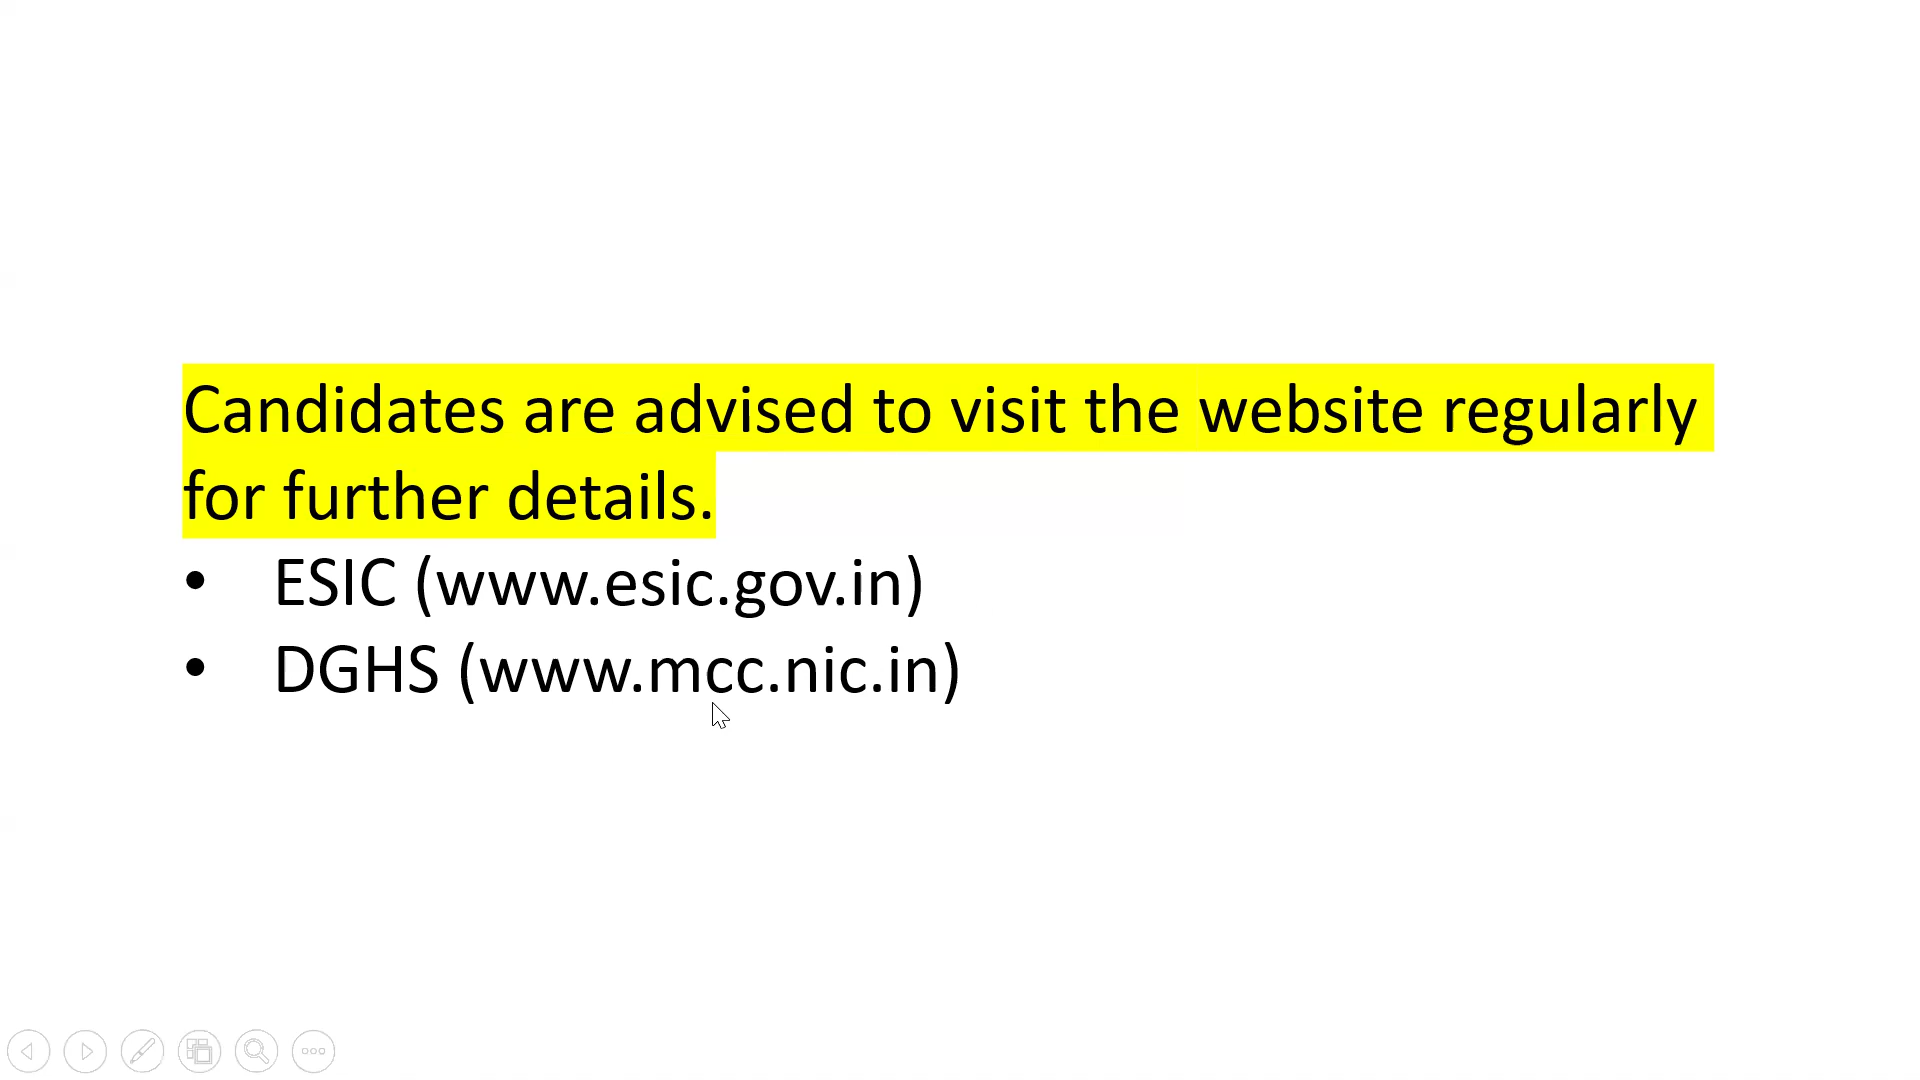 Candidates are advised to visit the website regularly
for further details.
• ESIC (www.esic.gov.in)
• DGHS (www.mcc.nic.in)